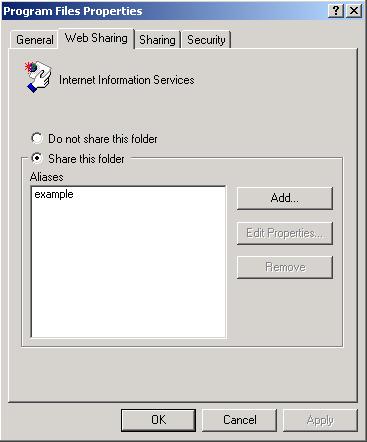 Program Files Properties
General Web Sharing Sharing Security
Internet Information Services
Do not share this folder
Share this folder
Aliases
example
Add...
Edit Properties...
Remove
OK Cancel Apply